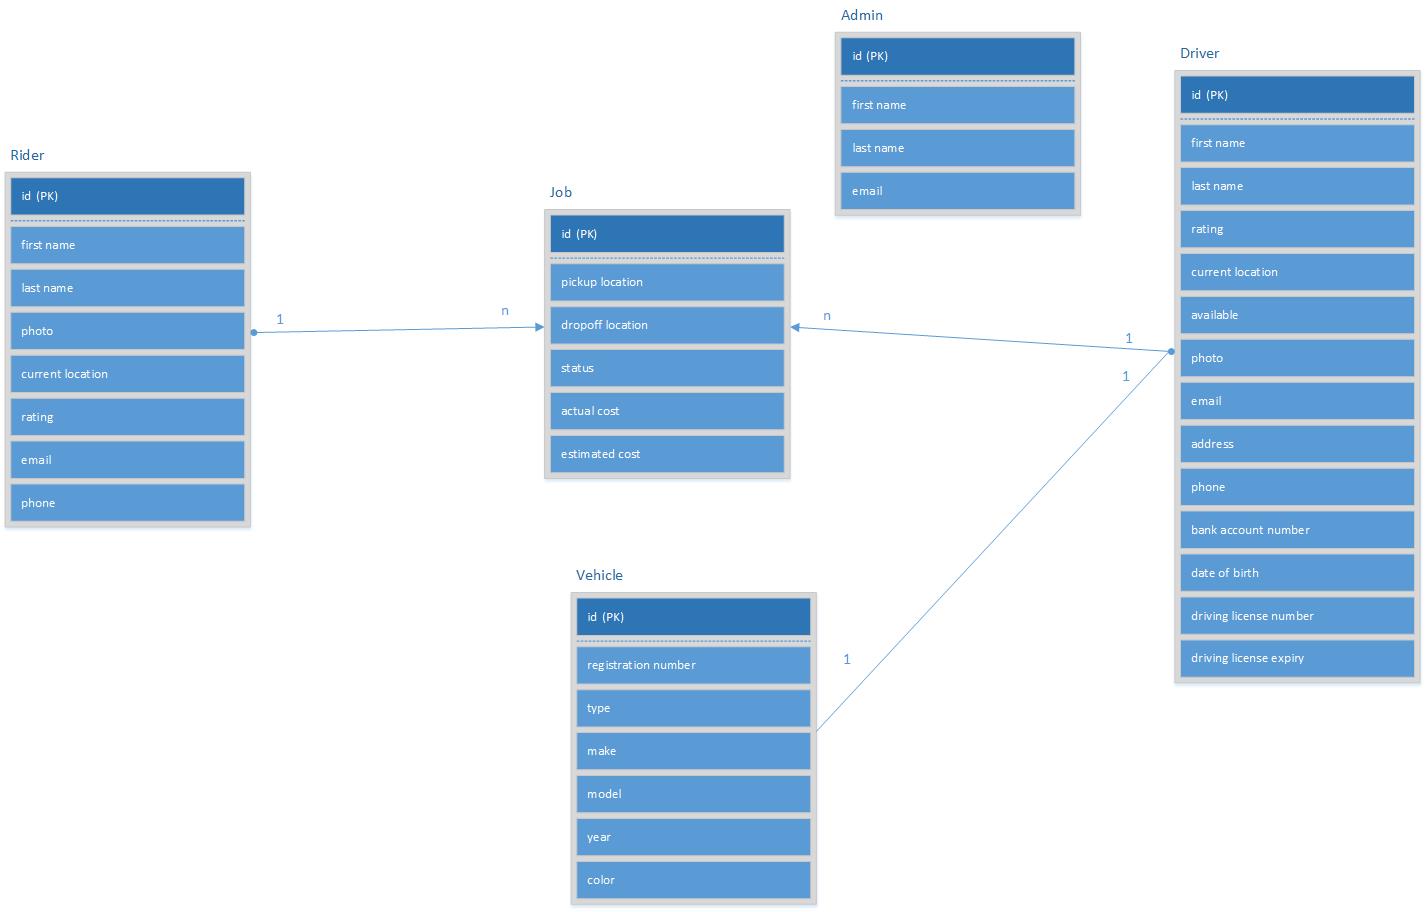 Admin
id (PK)
first name
last name
email
Driver
id (PK)
first name
last name
rating
current location
available
photo
email
address
phone
bank account number
date of birth
driving license number
driving license expiry
Rider
id (PK)
first name
last name
photo
current location
rating
email
phone
Job
id (PK)
pickup location
dropoff location
status
actual cost
estimated cost
1
n
n
1
1
1
Vehicle
id (PK)
registration number
type
make
model
year
color